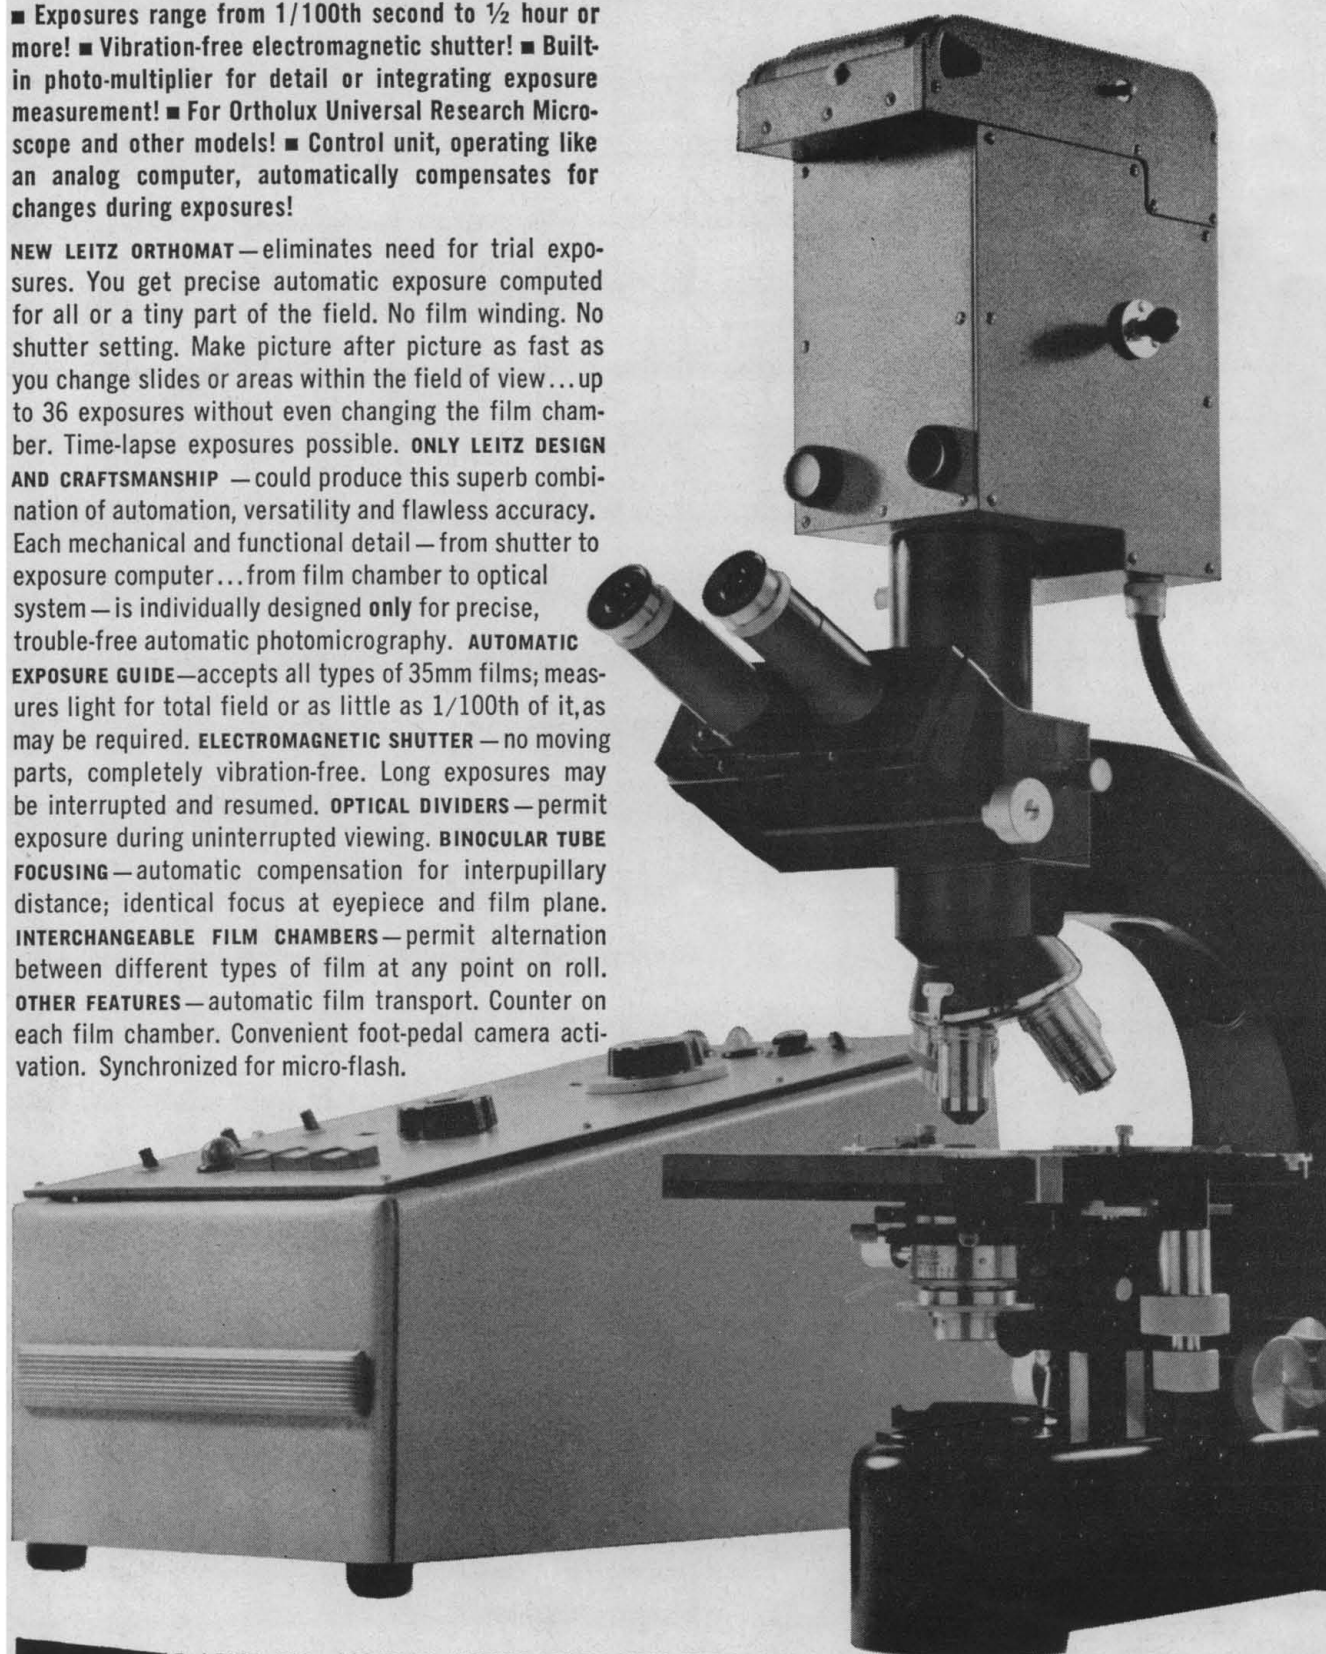 ■ Exposures range from 1/100th second to ½ hour or
more! ■ Vibration-free electromagnetic shutter! ■ Built-
in photo-multiplier for detail or integrating exposure
measurement! ■ For Ortholux Universal Research Micro-
scope and other models! ■ Control unit, operating like
an analog computer, automatically compensates for
changes during exposures!
NEW LEITZ ORTHOMAT—eliminates need for trial expo-
sures. You get precise automatic exposure computed
for all or a tiny part of the field. No film winding. No
shutter setting. Make picture after picture as fast as
you change slides or areas within the field of view...up
to 36 exposures without even changing the film cham-
ber. Time-lapse exposures possible. ONLY LEITZ DESIGN
AND CRAFTSMANSHIP —could produce this superb combi-
nation of automation, versatility and flawless accuracy.
Each mechanical and functional detail—from shutter to
exposure computer...from film chamber to optical
system—is individually designed only for precise,
trouble-free automatic photomicrography. AUTOMATIC
EXPOSURE GUIDE—accepts all types of 35mm films; meas-
ures light for total field or as little as 1/100th of it,as
may be required. ELECTROMAGNETIC SHUTTER —no moving
parts, completely vibration-free. Long exposures may
be interrupted and resumed. OPTICAL DIVIDERS—permit
exposure during uninterrupted viewing. BINOCULAR TUBE
FOCUSING—automatic compensation for interpupillary
distance; identical focus at eyepiece and film plane.
INTERCHANGEABLE FILM CHAMBERS—permit alternation
between different types of film at any point on roll.
OTHER FEATURES—automatic film transport. Counter on
each film chamber. Convenient foot-pedal camera acti-
vation. Synchronized for micro-flash.